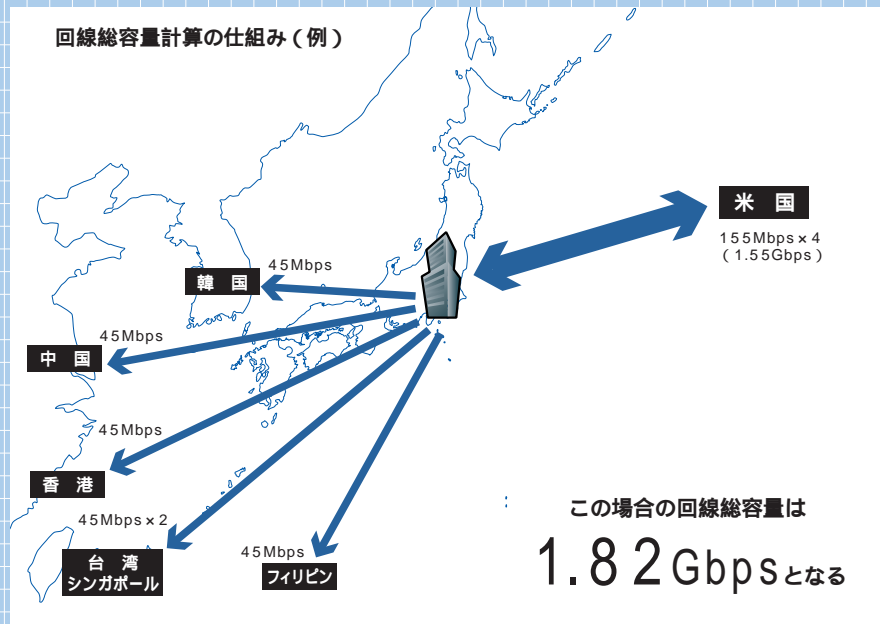 回線総容量計算の仕組み（例）
米 国
155Mbps×4
（1.55Gbps）
45Mbps
韓 国
45Mbps
中 国
45Mbps
香 港
45Mbps×2
台 湾
シンガポール
45Mbps
フィリピン
この場合の回線総容量は
1.82Gbpsとなる